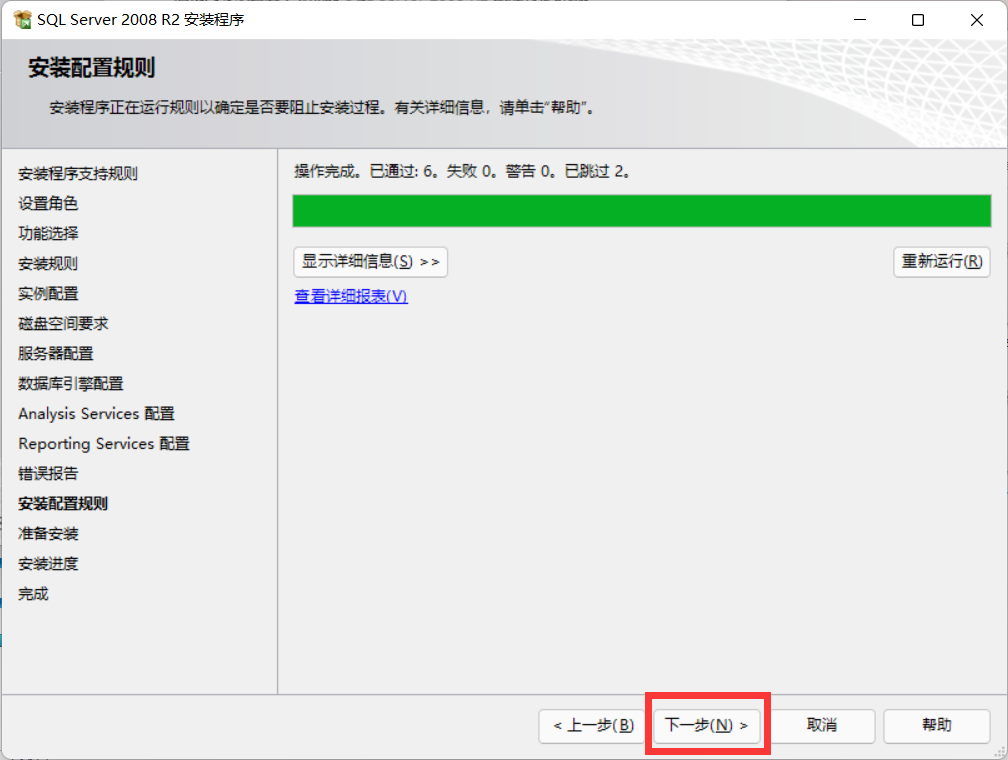 SQL Server 2008 R2 安装程序
安装配置规则
安装程序正在运行规则以确定是否要阻止安装过程。有关详细信息，请单击“帮助”。
安装程序支持规则
设置角色
功能选择
安装规则
实例配置
磁盘空间要求
服务器配置
数据库引擎配置
Analysis Services 配置
Reporting Services 配置
错误报告
安装配置规则
准备安装
安装进度
完成
操作完成。已通过: 6。失败 0。警告 0。已跳过 2。
显示详细信息(S) >>
重新运行(R)
查看详细报表(V)
< 上一步(B)
下一步(N) >
取消
帮助